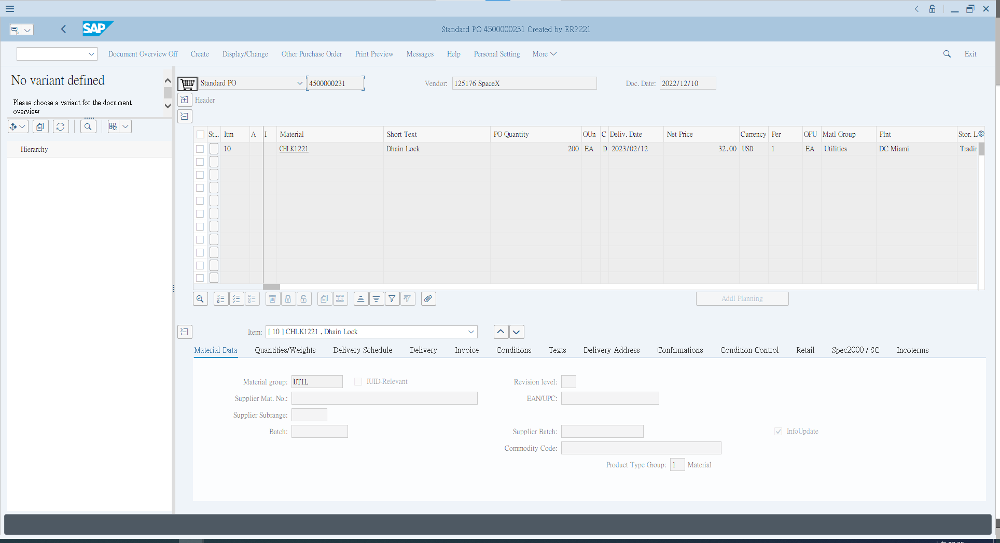 SAP
Standard PO 4500000231 Created by ERP221
Document Overview Off Create Display/Change Other Purchase Order Print Preview Messages Help Personal Setting More Exit
No variant defined
Please choose a variant for the document
overview
Hierarchy
Standard PO 4500000231 Vendor: 125176 SpaceX Doc. Date: 2022/12/10
Header
St... Itm A I Material Short Text PO Quantity OUn C Deliv. Date Net Price Currency Per OPU Matl Group Plnt Stor. L
10 CHLK1221 Dhain Lock 200 EA D 2023/02/12 32.00 USD 1 EA Utilities DC Miami Tradin
Addl Planning
Item: [ 10 ] CHLK1221 , Dhain Lock
Material Data Quantities/Weights Delivery Schedule Delivery Invoice Conditions Texts Delivery Address Confirmations Condition Control Retail Spec2000 / SC Incoterms
Material group: UTIL IUID-Relevant Revision level:
Supplier Mat. No.: EAN/UPC:
Supplier Subrange:
Batch: Supplier Batch: InfoUpdate
Commodity Code:
Product Type Group: 1 Material